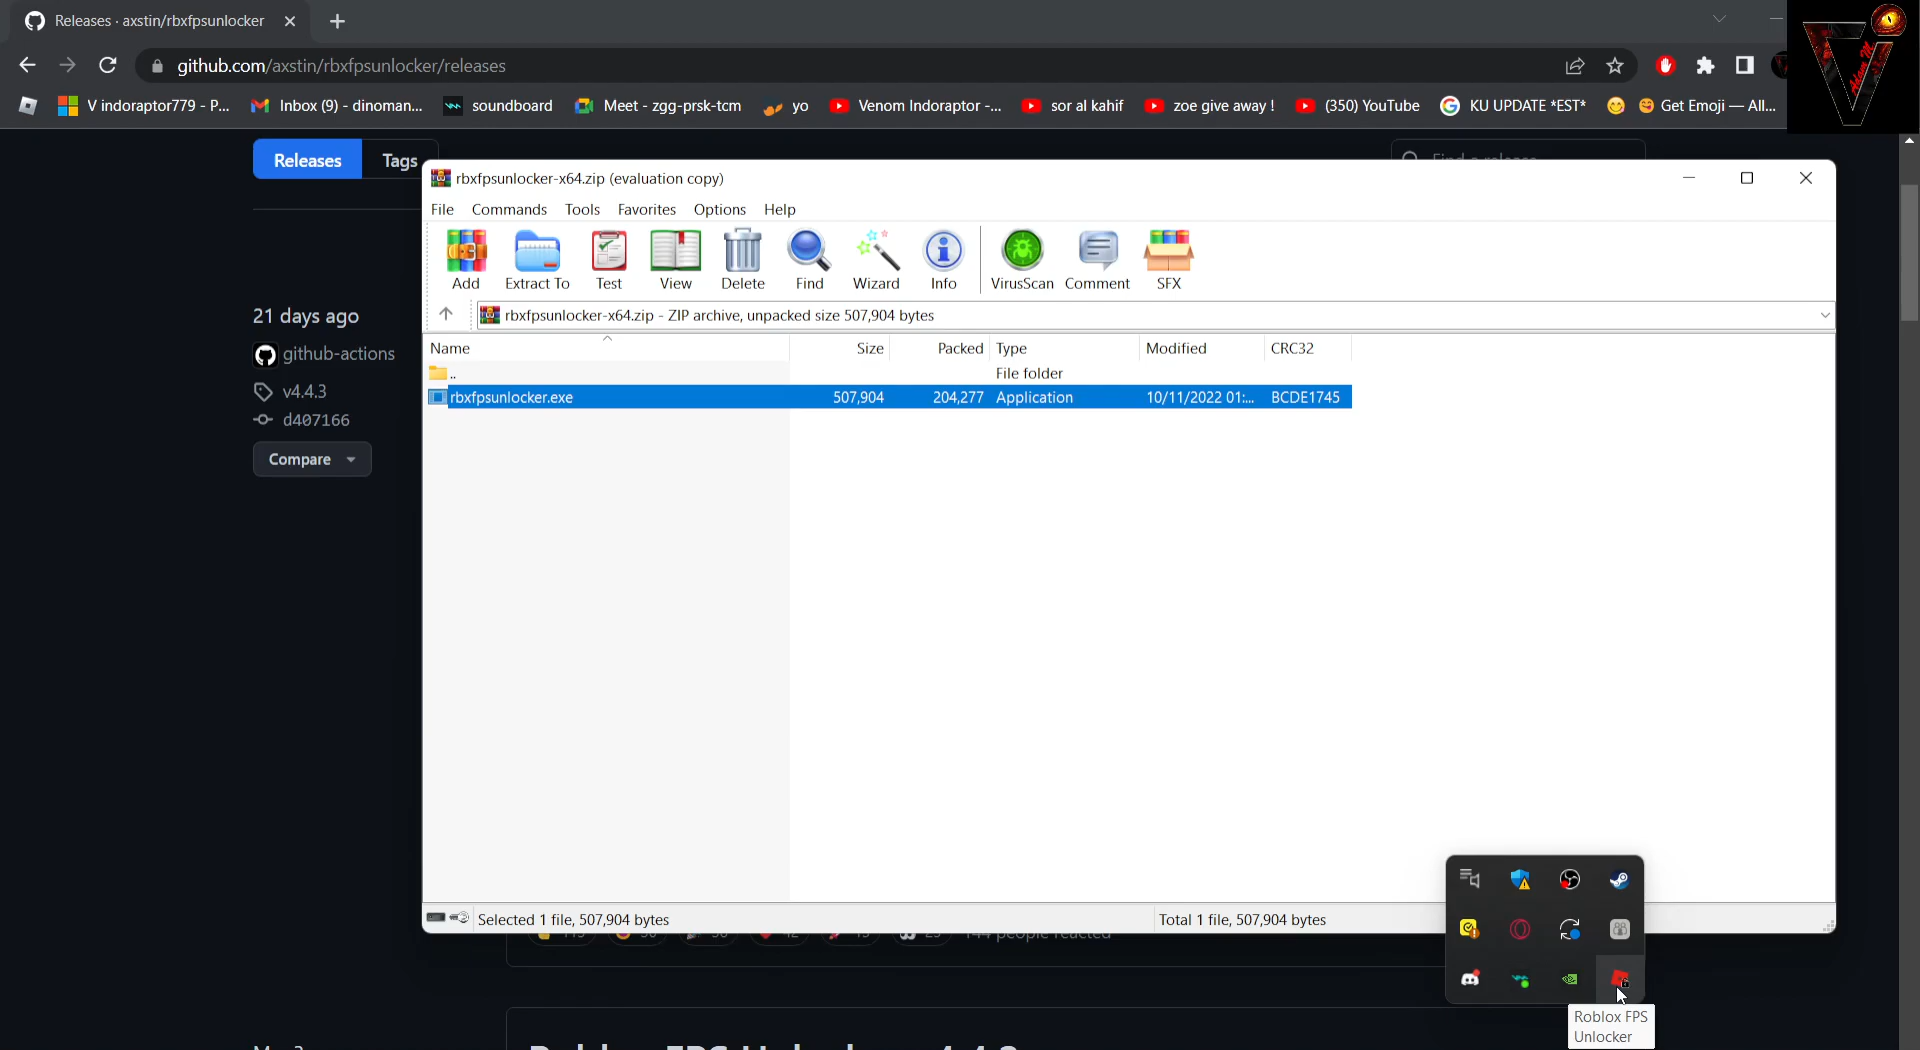 Releases · axstin/rbxfpsunlocker
github.com/axstin/rbxfpsunlocker/releases
V indoraptor779 - P...
Inbox (9) - dinoman...
soundboard
Meet - zgg-prsk-tcm
yo
Venom Indoraptor -...
sor al kahif
zoe give away !
(350) YouTube
KU UPDATE *EST*
Get Emoji — All...
Releases
Tags
Find a release
rbxfpsunlocker-x64.zip (evaluation copy)
File Commands Tools Favorites Options Help
Add
Extract To
Test
View
Delete
Find
Wizard
Info
VirusScan
Comment
SFX
rbxfpsunlocker-x64.zip - ZIP archive, unpacked size 507,904 bytes
Name Size Packed Type Modified CRC32
.. File folder
rbxfpsunlocker.exe 507,904 204,277 Application 10/11/2022 01:... BCDE1745
21 days ago
github-actions
v4.4.3
d407166
Compare
Selected 1 file, 507,904 bytes
Total 1 file, 507,904 bytes
people reacted
Roblox FPS
Unlocker